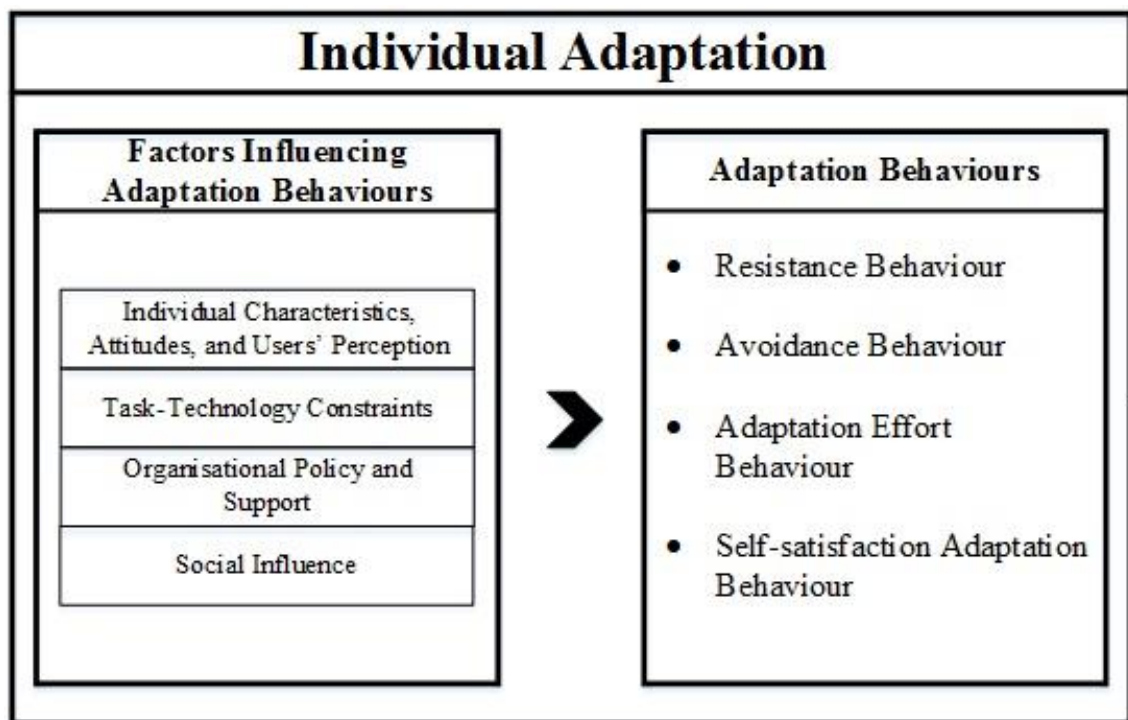 Individual Adaptation
Factors Influencing
Adaptation Behaviours
Individual Characteristics,
Attitudes, and Users' Perception
Task-Technology Constraints
Organisational Policy and
Support
Social Influence
Adaptation Behaviours
• Resistance Behaviour
• Avoidance Behaviour
• Adaptation Effort
Behaviour
• Self-satisfaction Adaptation
Behaviour